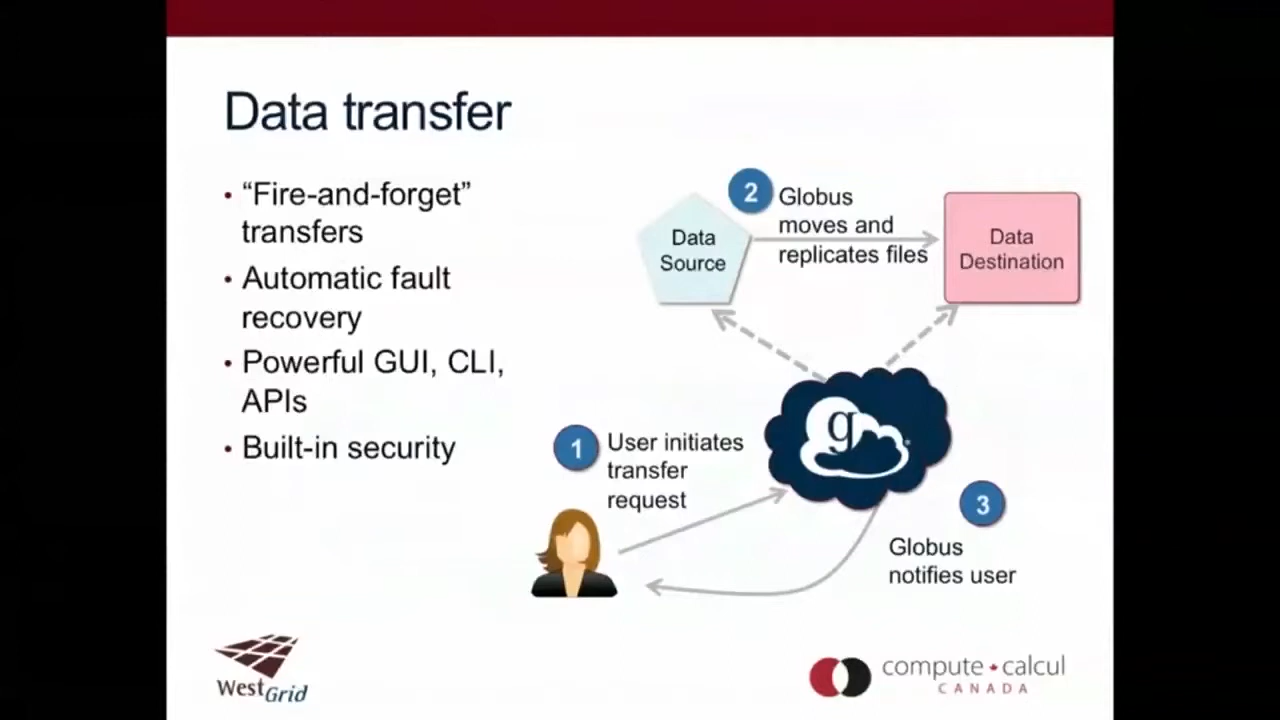 Data transfer
• “Fire-and-forget”
transfers
• Automatic fault
recovery
• Powerful GUI, CLI,
APIs
• Built-in security
Data
Source
2
Globus
moves and
replicates files
Data
Destination
1
User initiates
transfer
request
g
3
Globus
notifies user
WestGrid
compute • calcul
CANADA